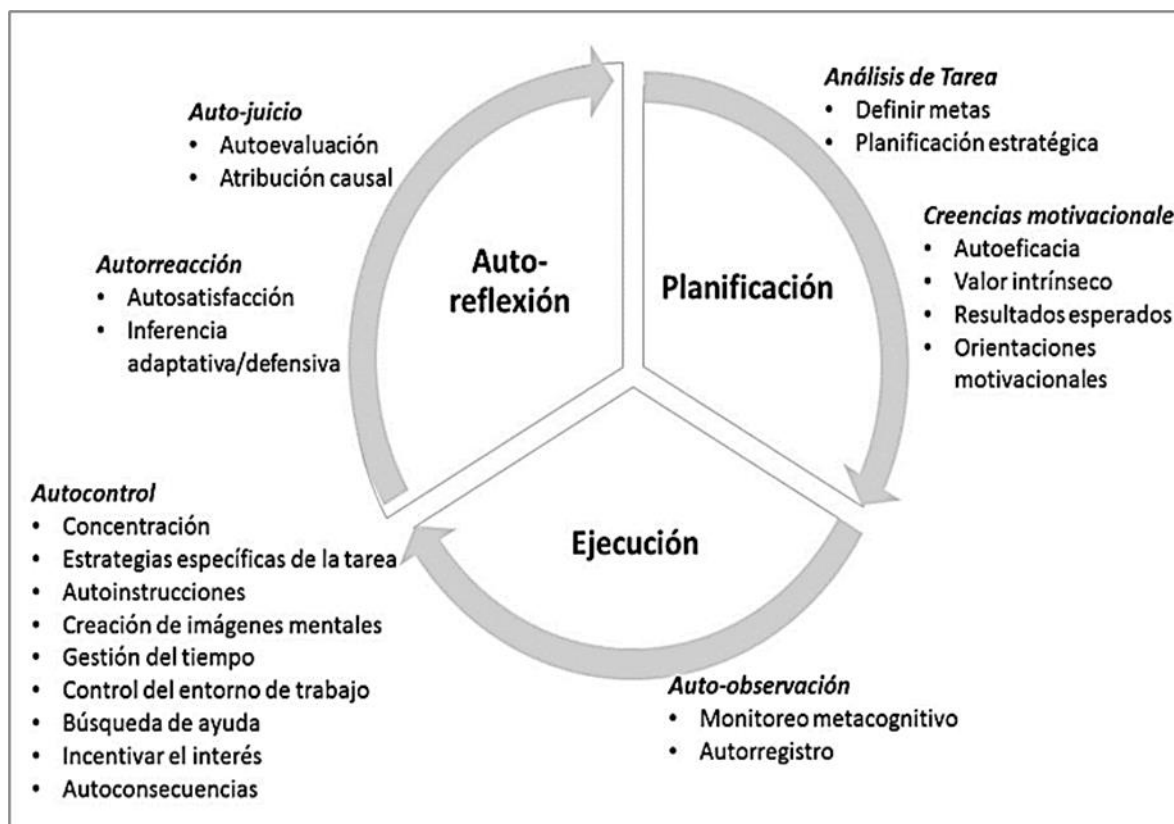 Auto-juicio
• Autoevaluación
• Atribución causal
Autorreacción
• Autosatisfacción
• Inferencia
adaptativa/defensiva
Auto-
reflexión
Planificación
Ejecución
Análisis de Tarea
• Definir metas
• Planificación estratégica
Creencias motivacionale
• Autoeficacia
• Valor intrínseco
• Resultados esperados
• Orientaciones
motivacionales
Autocontrol
• Concentración
• Estrategias específicas de la tarea
• Autoinstrucciones
• Creación de imágenes mentales
• Gestión del tiempo
• Control del entorno de trabajo
• Búsqueda de ayuda
• Incentivar el interés
• Autoconsecuencias
Auto-observación
• Monitoreo metacognitivo
• Autorregistro